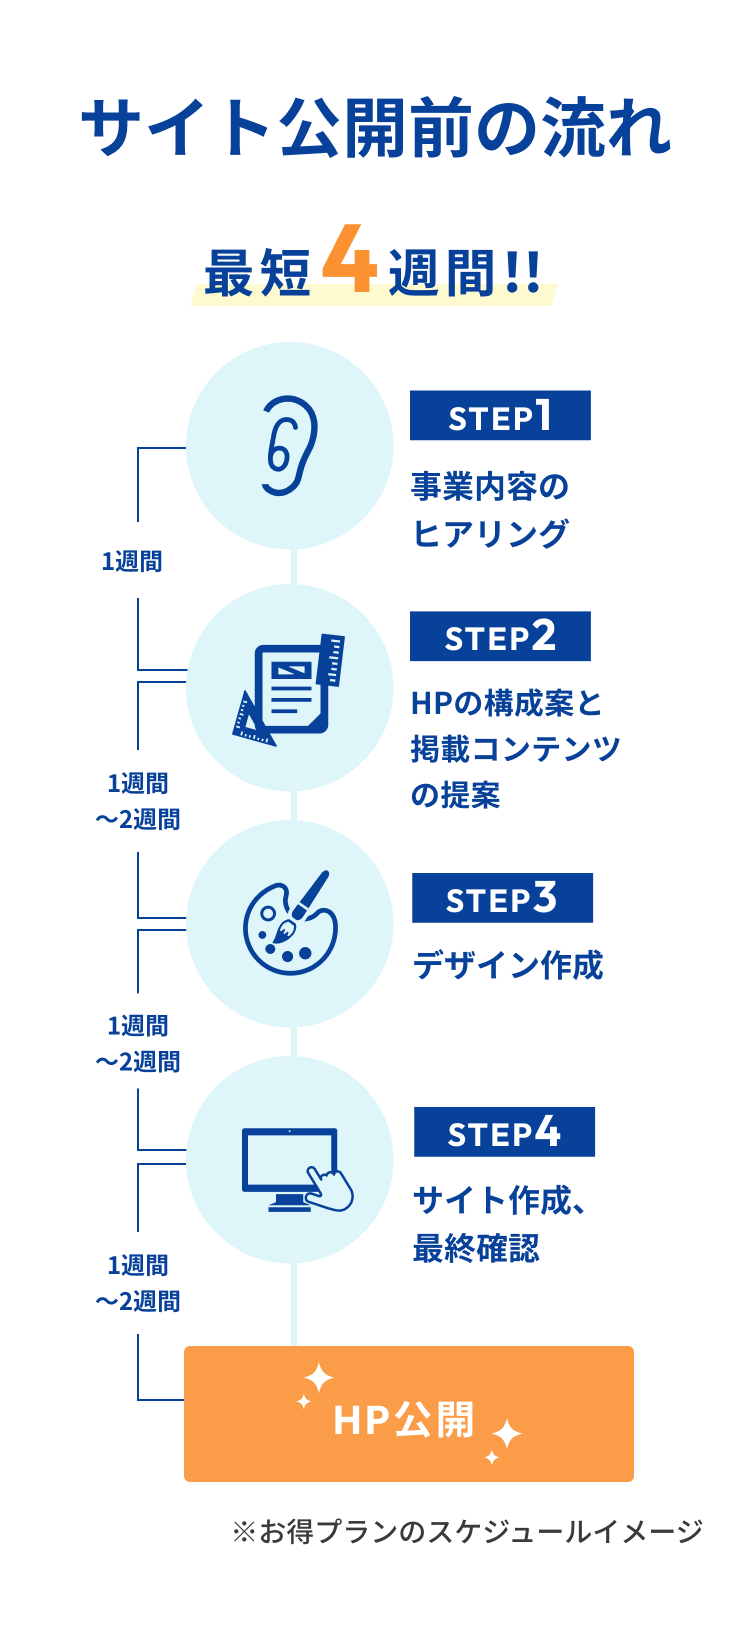 サイト公開前の流れ
最短4週間!!
STEP1
事業内容の
ヒアリング
1週間
STEP2
HPの構成案と
掲載コンテンツ
の提案
1週間
〜2週間
STEP3
デザイン作成
1週間
〜2週間
STEP4
サイト作成、
最終確認
1週間
〜2週間
HP公開
※お得プランのスケジュールイメージ